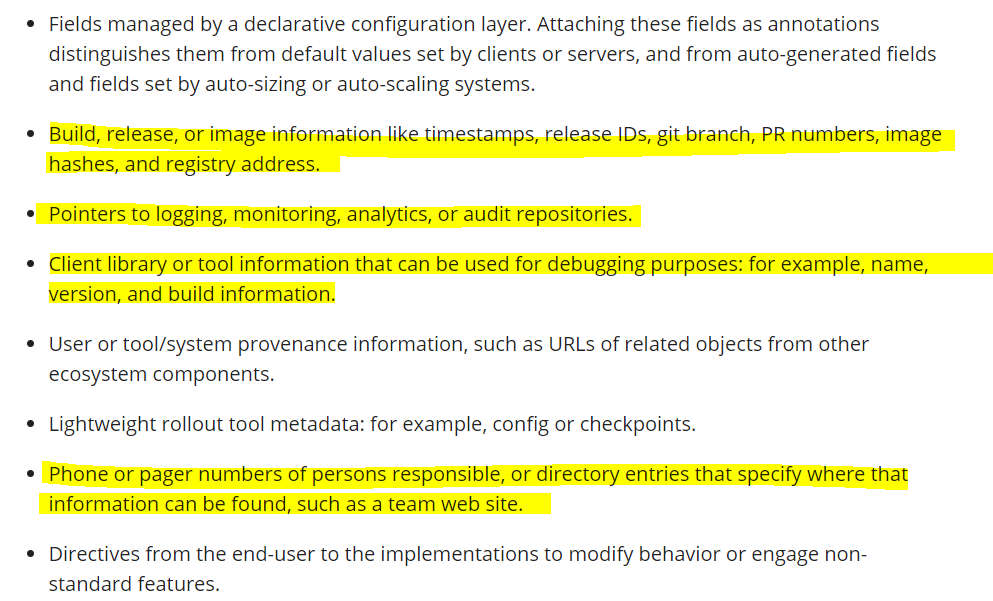 Fields managed by a declarative configuration layer. Attaching these fields as annotations
distinguishes them from default values set by clients or servers, and from auto-generated fields
and fields set by auto-sizing or auto-scaling systems.
Build, release, or image information like timestamps, release IDs, git branch, PR numbers, image
hashes, and registry address.
Pointers to logging, monitoring, analytics, or audit repositories.
Client library or tool information that can be used for debugging purposes: for example, name,
version, and build information.
User or tool/system provenance information, such as URLs of related objects from other
ecosystem components.
Lightweight rollout tool metadata: for example, config or checkpoints.
Phone or pager numbers of persons responsible, or directory entries that specify where that
information can be found, such as a team web site.
Directives from the end-user to the implementations to modify behavior or engage non-
standard features.